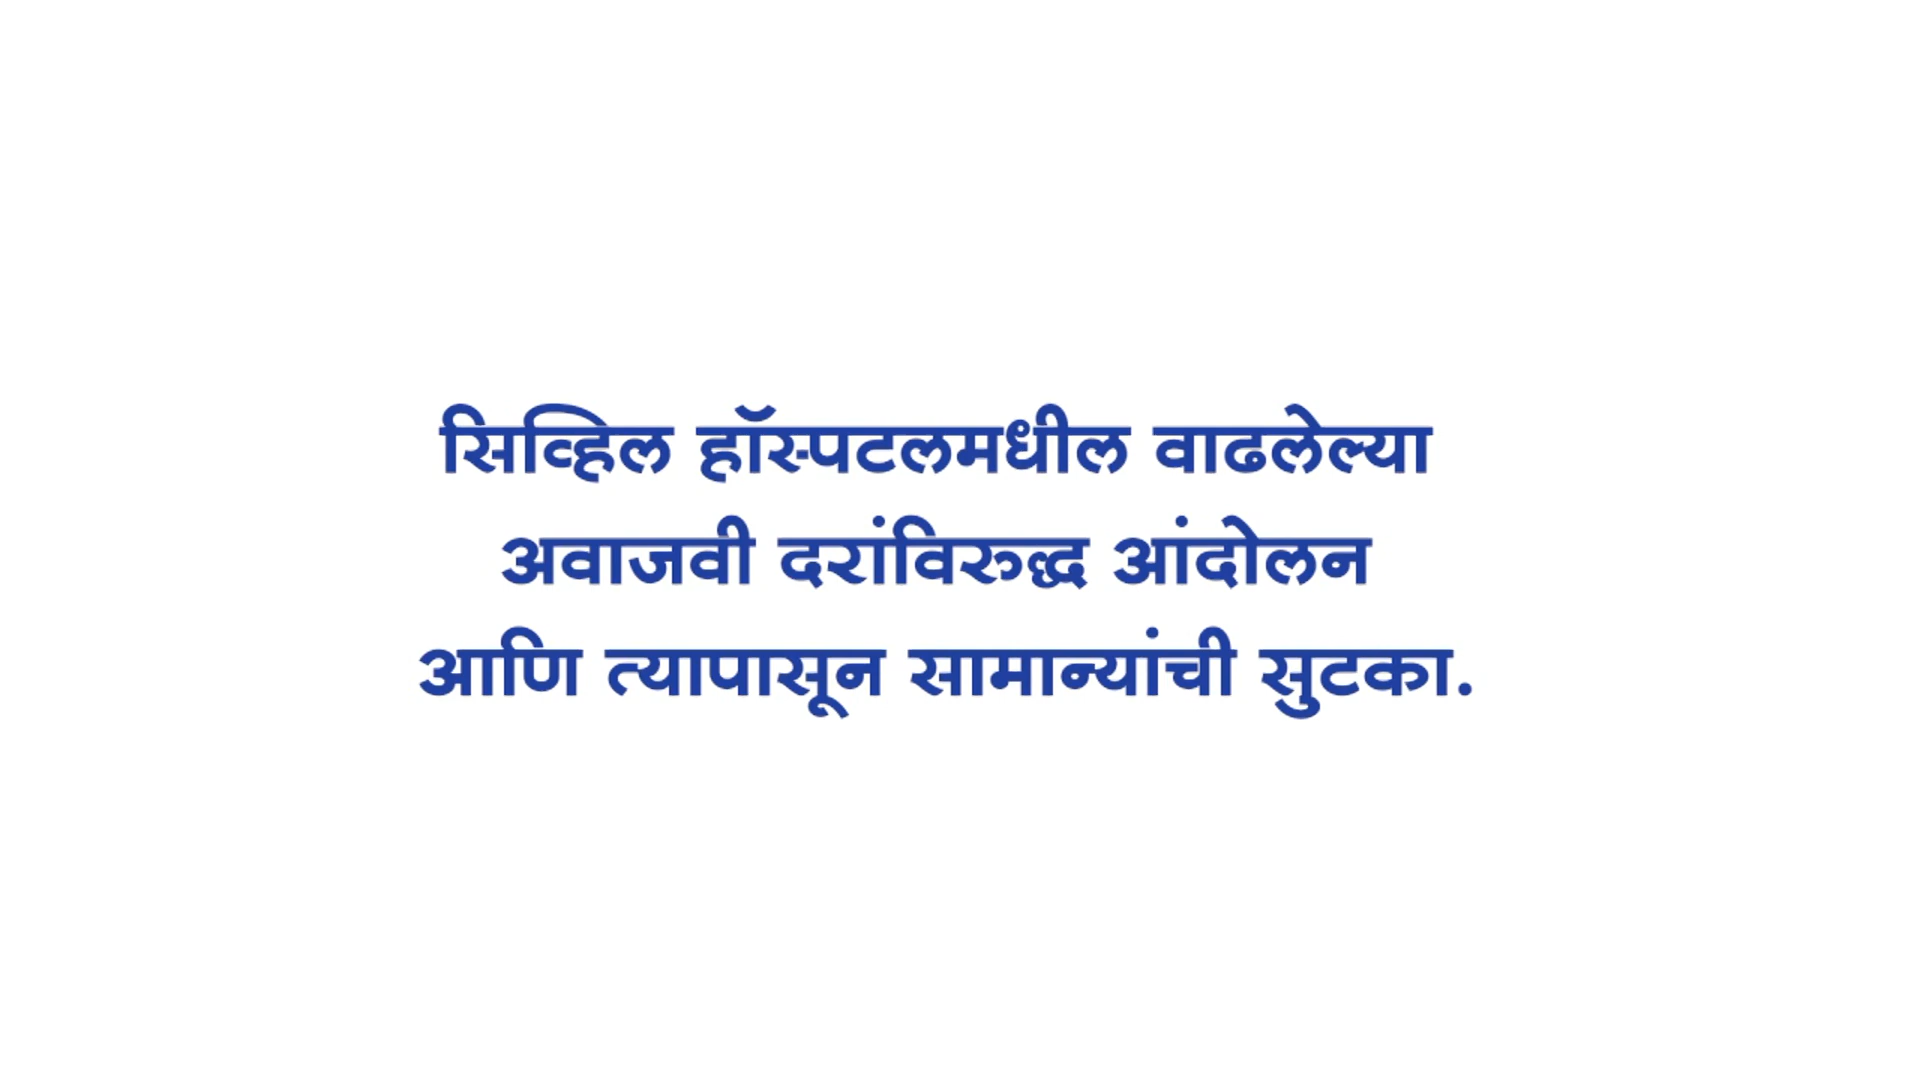 सिव्हिल हॉस्पटलमधील वाढलेल्या
अवाजवी दरांविरुद्ध आंदोलन
आणि त्यापासून सामान्यांची सुटका.